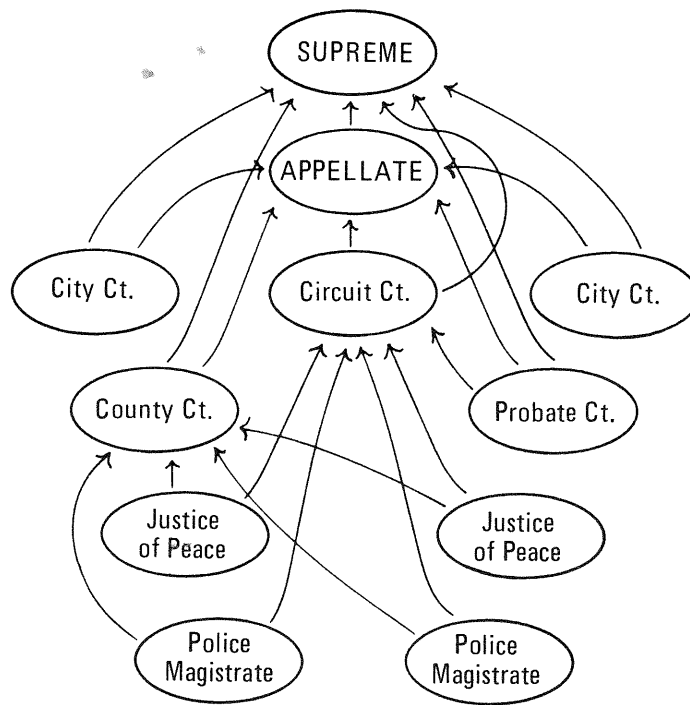 SUPREME
APPELLATE
City Ct.
Circuit Ct.
City Ct.
County Ct.
Probate Ct.
Justice
of Peace
Justice
of Peace
Police
Magistrate
Police
Magistrate